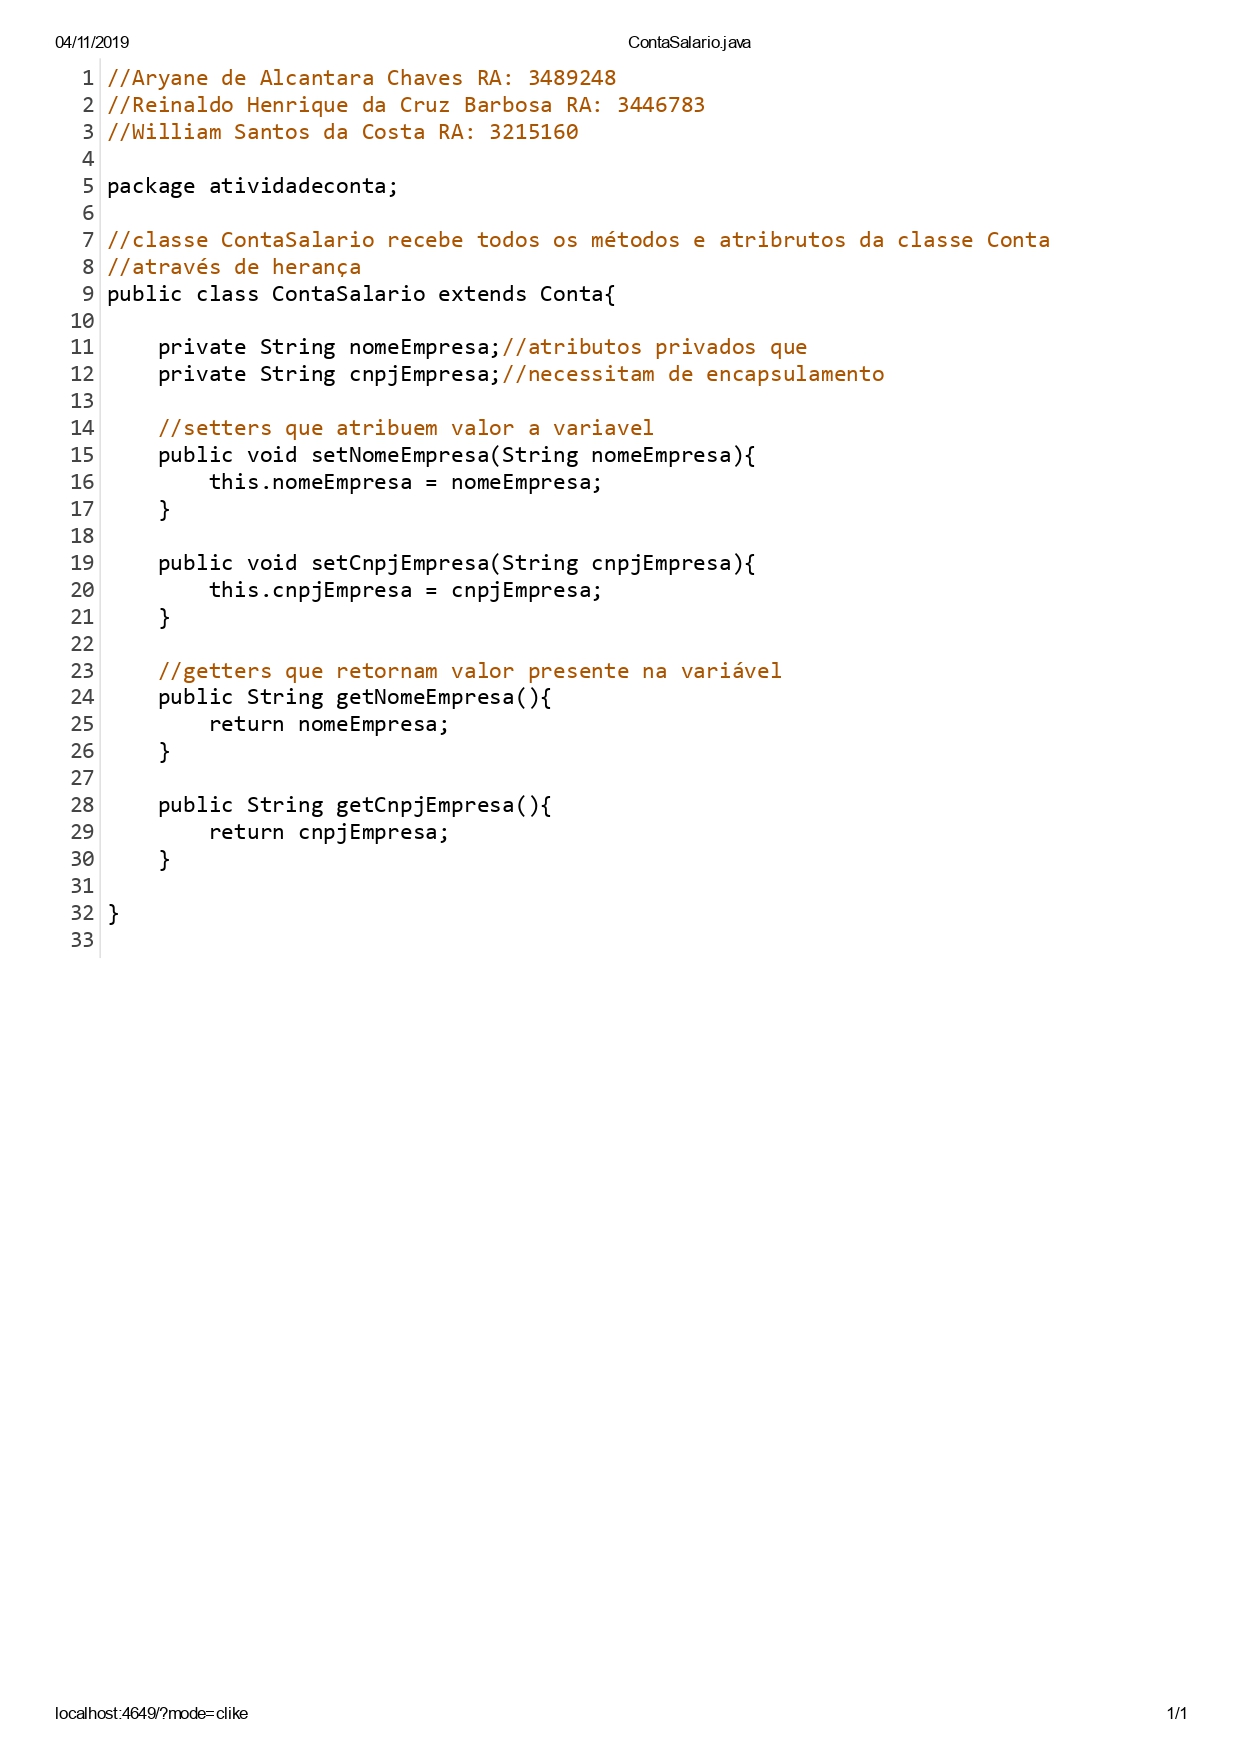 04/11/2019 ContaSalario.java
1 //Aryane de Alcantara Chaves RA: 3489248
2 //Reinaldo Henrique da Cruz Barbosa RA: 3446783
3 //William Santos da Costa RA: 3215160
4
5 package atividadeconta;
6
7 //classe ContaSalario recebe todos os métodos e atribrutos da classe Conta
8 //através de herança
9 public class ContaSalario extends Conta{
10
11     private String nomeEmpresa;//atributos privados que
12     private String cnpjEmpresa;//necessitam de encapsulamento
13
14     //setters que atribuem valor a variavel
15     public void setNomeEmpresa(String nomeEmpresa){
16         this.nomeEmpresa = nomeEmpresa;
17     }
18
19     public void setCnpjEmpresa(String cnpjEmpresa){
20         this.cnpjEmpresa = cnpjEmpresa;
21     }
22
23     //getters que retornam valor presente na variável
24     public String getNomeEmpresa(){
25         return nomeEmpresa;
26     }
27
28     public String getCnpjEmpresa(){
29         return cnpjEmpresa;
30     }
31
32 }
33
localhost:4649/?mode=clike 1/1